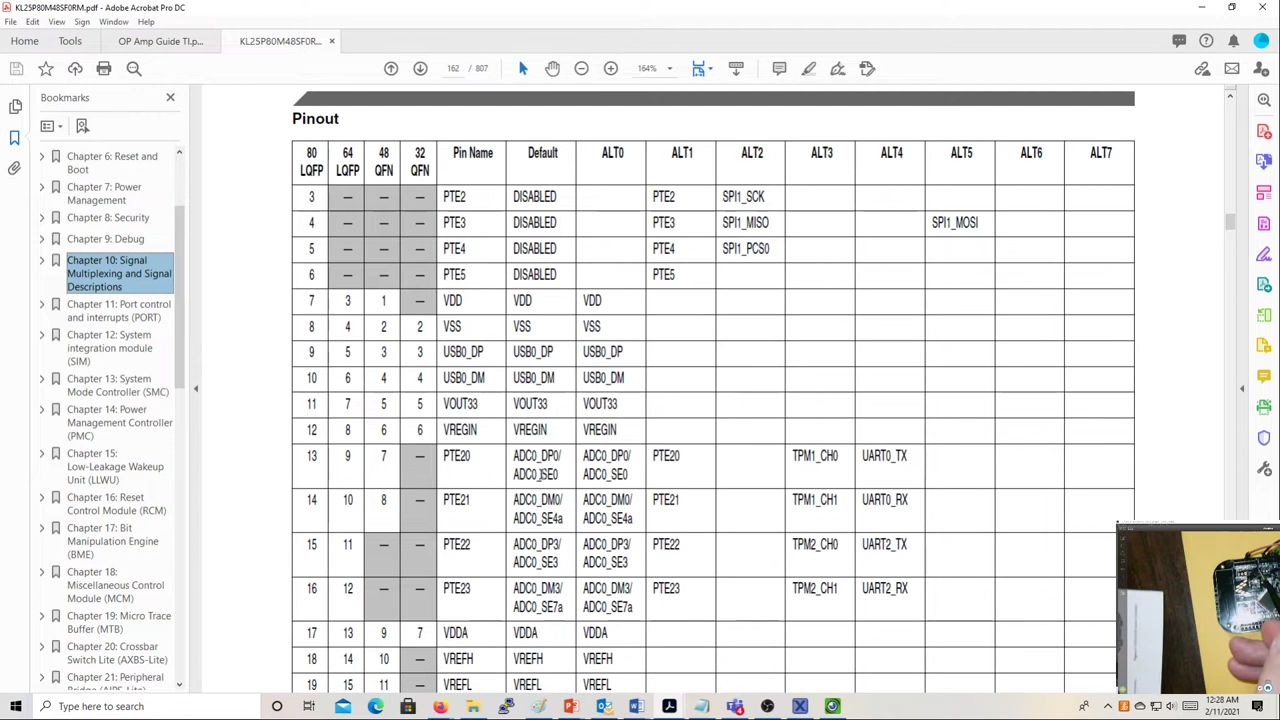 KL25P80M48SF0RM.pdf - Adobe Acrobat Pro DC
File Edit View Sign Window Help
Home Tools OP Amp Guide TI.p... KL25P80M48SF0R... ×
162 / 807 164%
Bookmarks
Chapter 6: Reset and
Boot
Chapter 7: Power
Management
Chapter 8: Security
Chapter 9: Debug
Chapter 10: Signal
Multiplexing and Signal
Descriptions
Chapter 11: Port control
and interrupts (PORT)
Chapter 12: System
integration module
(SIM)
Chapter 13: System
Mode Controller (SMC)
Chapter 14: Power
Management Controller
(PMC)
Chapter 15:
Low-Leakage Wakeup
Unit (LLWU)
Chapter 16: Reset
Control Module (RCM)
Chapter 17: Bit
Manipulation Engine
(BME)
Chapter 18:
Miscellaneous Control
Module (MCM)
Chapter 19: Micro Trace
Buffer (MTB)
Chapter 20: Crossbar
Switch Lite (AXBS-Lite)
Chapter 21: Peripheral
Pinout
80 64 48 32 Pin Name Default ALT0 ALT1 ALT2 ALT3 ALT4 ALT5 ALT6 ALT7
LQFP LQFP QFN QFN
3 — — — PTE2 DISABLED PTE2 SPI1_SCK
4 — — — PTE3 DISABLED PTE3 SPI1_MISO SPI1_MOSI
5 — — — PTE4 DISABLED PTE4 SPI1_PCS0
6 — — — PTE5 DISABLED PTE5
7 3 1 — VDD VDD VDD
8 4 2 2 VSS VSS VSS
9 5 3 3 USB0_DP USB0_DP USB0_DP
10 6 4 4 USB0_DM USB0_DM USB0_DM
11 7 5 5 VOUT33 VOUT33 VOUT33
12 8 6 6 VREGIN VREGIN VREGIN
13 9 7 — PTE20 ADC0_DP0/ ADC0_DP0/ PTE20 TPM1_CH0 UART0_TX
ADC0_SE0 ADC0_SE0
14 10 8 — PTE21 ADC0_DM0/ ADC0_DM0/ PTE21 TPM1_CH1 UART0_RX
ADC0_SE4a ADC0_SE4a
15 11 — — PTE22 ADC0_DP3/ ADC0_DP3/ PTE22 TPM2_CH0 UART2_TX
ADC0_SE3 ADC0_SE3
16 12 — — PTE23 ADC0_DM3/ ADC0_DM3/ PTE23 TPM2_CH1 UART2_RX
ADC0_SE7a ADC0_SE7a
17 13 9 7 VDDA VDDA VDDA
18 14 10 — VREFH VREFH VREFH
19 15 11 VREFL VREFL VREFL
Type here to search
12:28 AM
2/11/2021